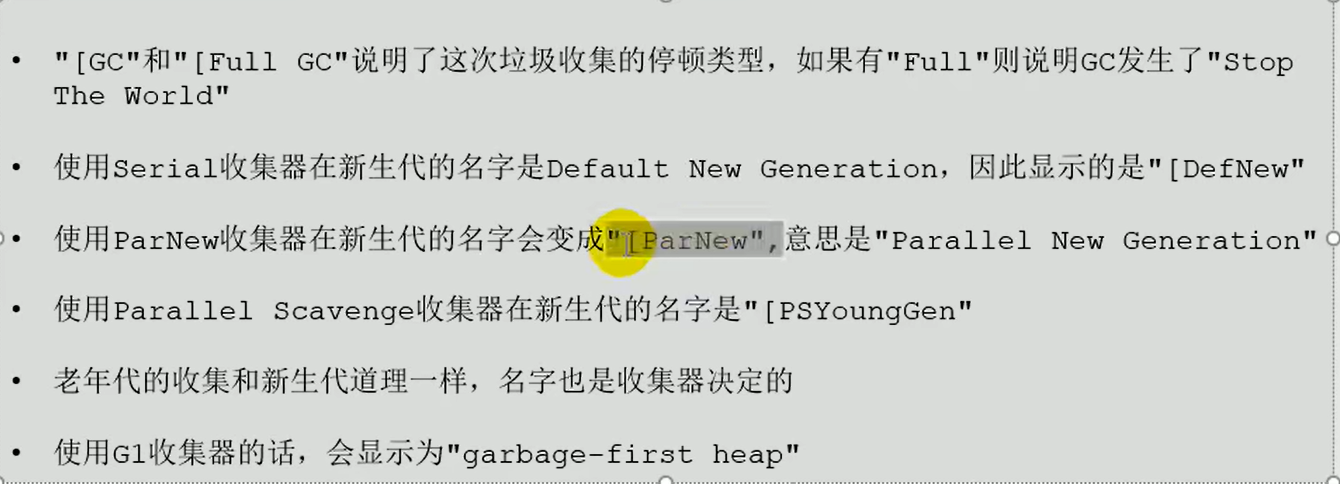 • "[GC"和"[Full GC"说明了这次垃圾收集的停顿类型，如果有"Full"则说明GC发生了"Stop
The World"
• 使用Serial收集器在新生代的名字是Default New Generation，因此显示的是"[DefNew"
• 使用ParNew收集器在新生代的名字会变成"[ParNew",意思是"Parallel New Generation"
• 使用Parallel Scavenge收集器在新生代的名字是"[PSYoungGen"
• 老年代的收集和新生代道理一样，名字也是收集器决定的
• 使用G1收集器的话，会显示为"garbage-first heap"